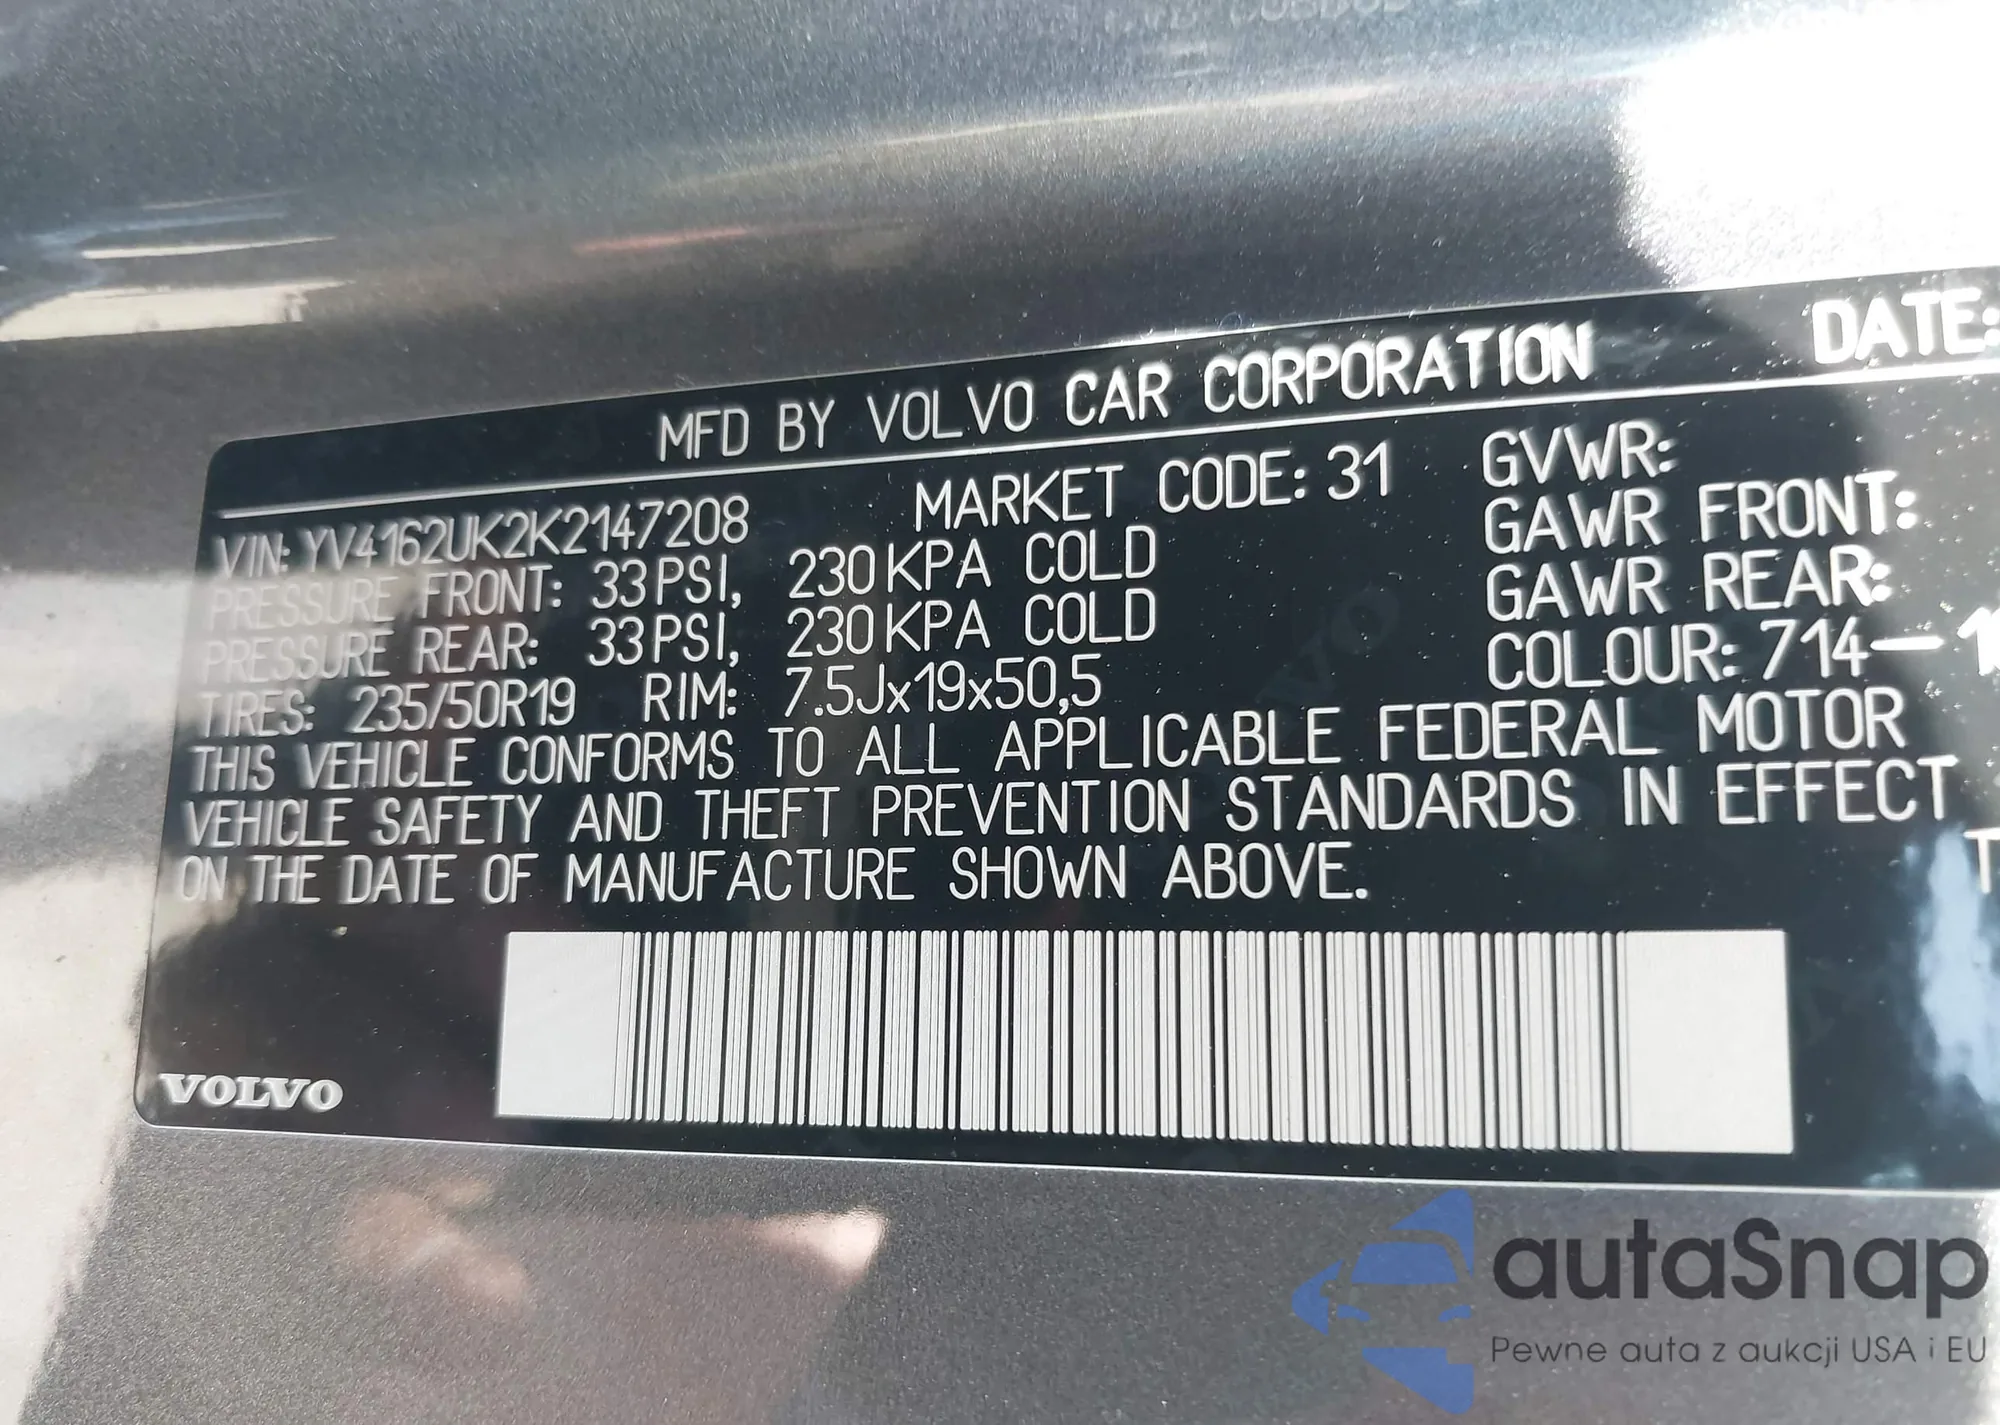 MFD BY VOLVO CAR CORPORATION DATE:
VIN: YV4162UK2K2147208 MARKET CODE: 31 GVWR:
PRESSURE FRONT: 33PSI, 230KPA COLD GAWR FRONT:
PRESSURE REAR: 33PSI, 230KPA COLD GAWR REAR:
TIRES: 235/50R19 RIM: 7.5Jx19x50,5 COLOUR: 714-1
THIS VEHICLE CONFORMS TO ALL APPLICABLE FEDERAL MOTOR
VEHICLE SAFETY AND THEFT PREVENTION STANDARDS IN EFFECT
ON THE DATE OF MANUFACTURE SHOWN ABOVE.
VOLVO
autaSnap
Pewne auta z aukcji USA i EU